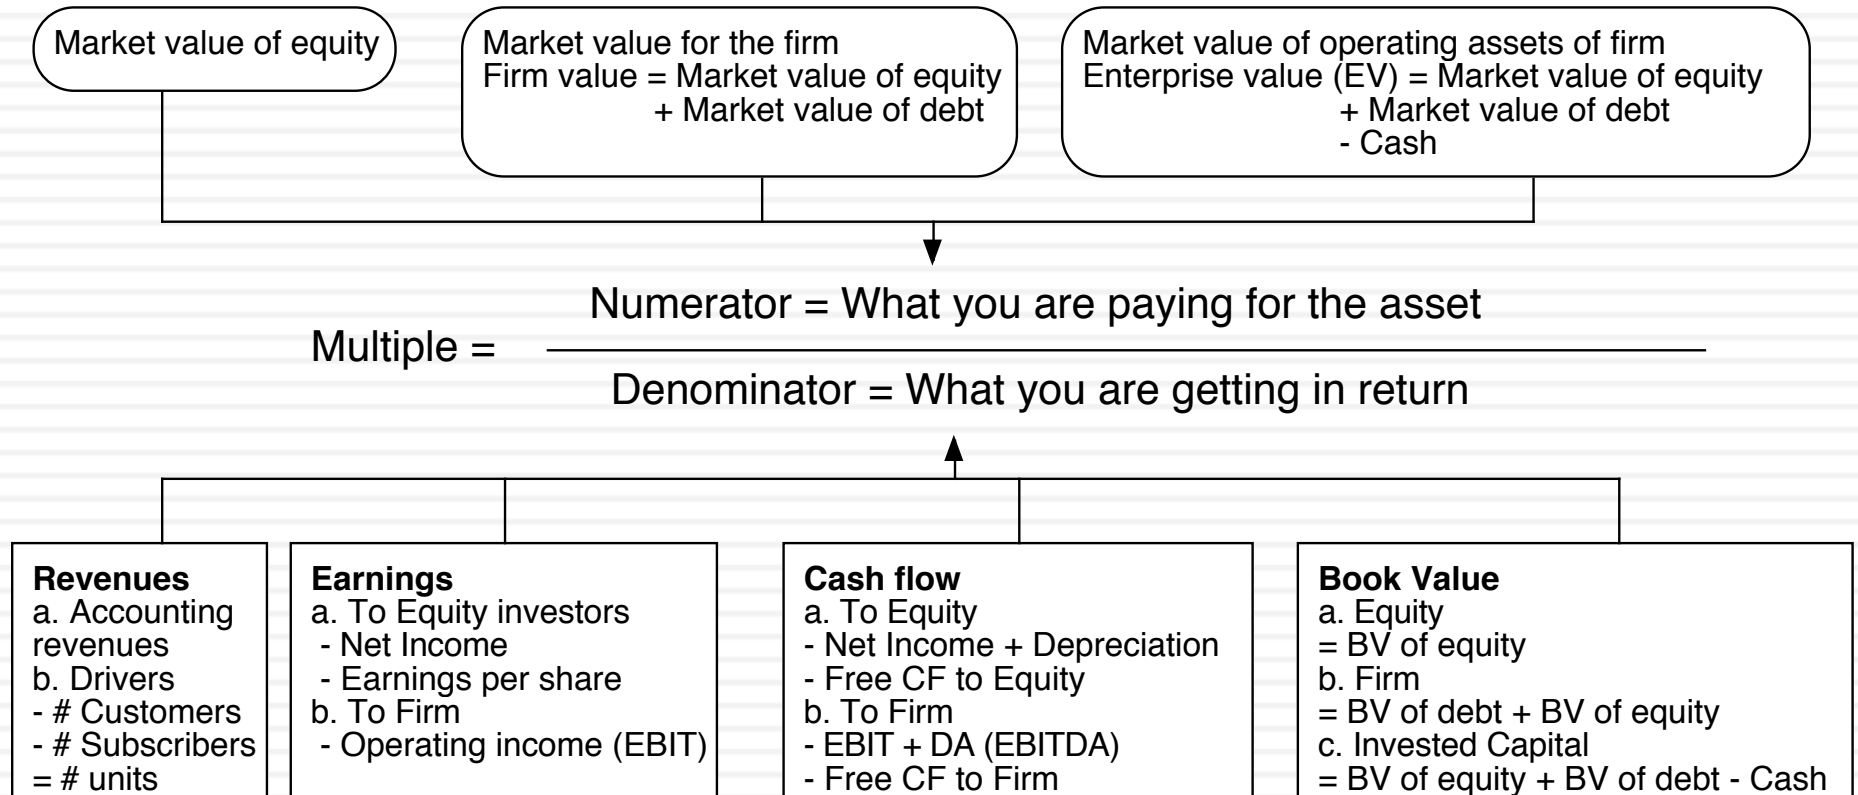 Market value of equity
Market value for the firm
Firm value = Market value of equity
+ Market value of debt
Market value of operating assets of firm
Enterprise value (EV) = Market value of equity
+ Market value of debt
- Cash
Multiple =
Numerator = What you are paying for the asset
Denominator = What you are getting in return
Revenues
a. Accounting
revenues
b. Drivers
- # Customers
- # Subscribers
= # units
Earnings
a. To Equity investors
- Net Income
- Earnings per share
b. To Firm
- Operating income (EBIT)
Cash flow
a. To Equity
- Net Income + Depreciation
- Free CF to Equity
b. To Firm
- EBIT + DA (EBITDA)
- Free CF to Firm
Book Value
a. Equity
= BV of equity
b. Firm
= BV of debt + BV of equity
c. Invested Capital
= BV of equity + BV of debt - Cash